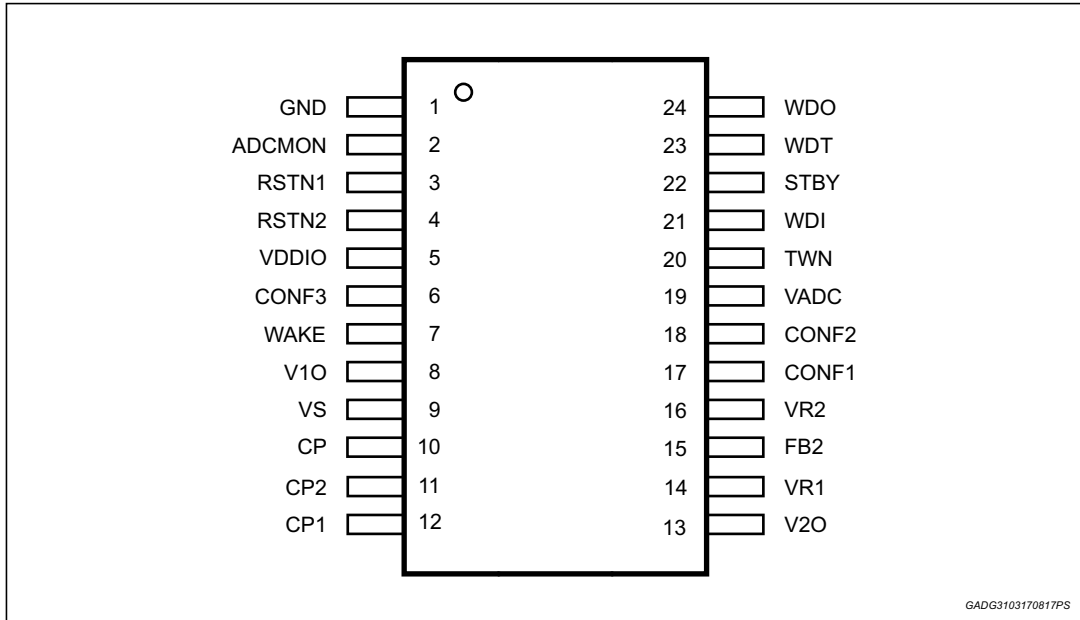 GND 1 24 WDO
ADCMON 2 23 WDT
RSTN1 3 22 STBY
RSTN2 4 21 WDI
VDDIO 5 20 TWN
CONF3 6 19 VADC
WAKE 7 18 CONF2
V1O 8 17 CONF1
VS 9 16 VR2
CP 10 15 FB2
CP2 11 14 VR1
CP1 12 13 V2O
GADG3103170817PS